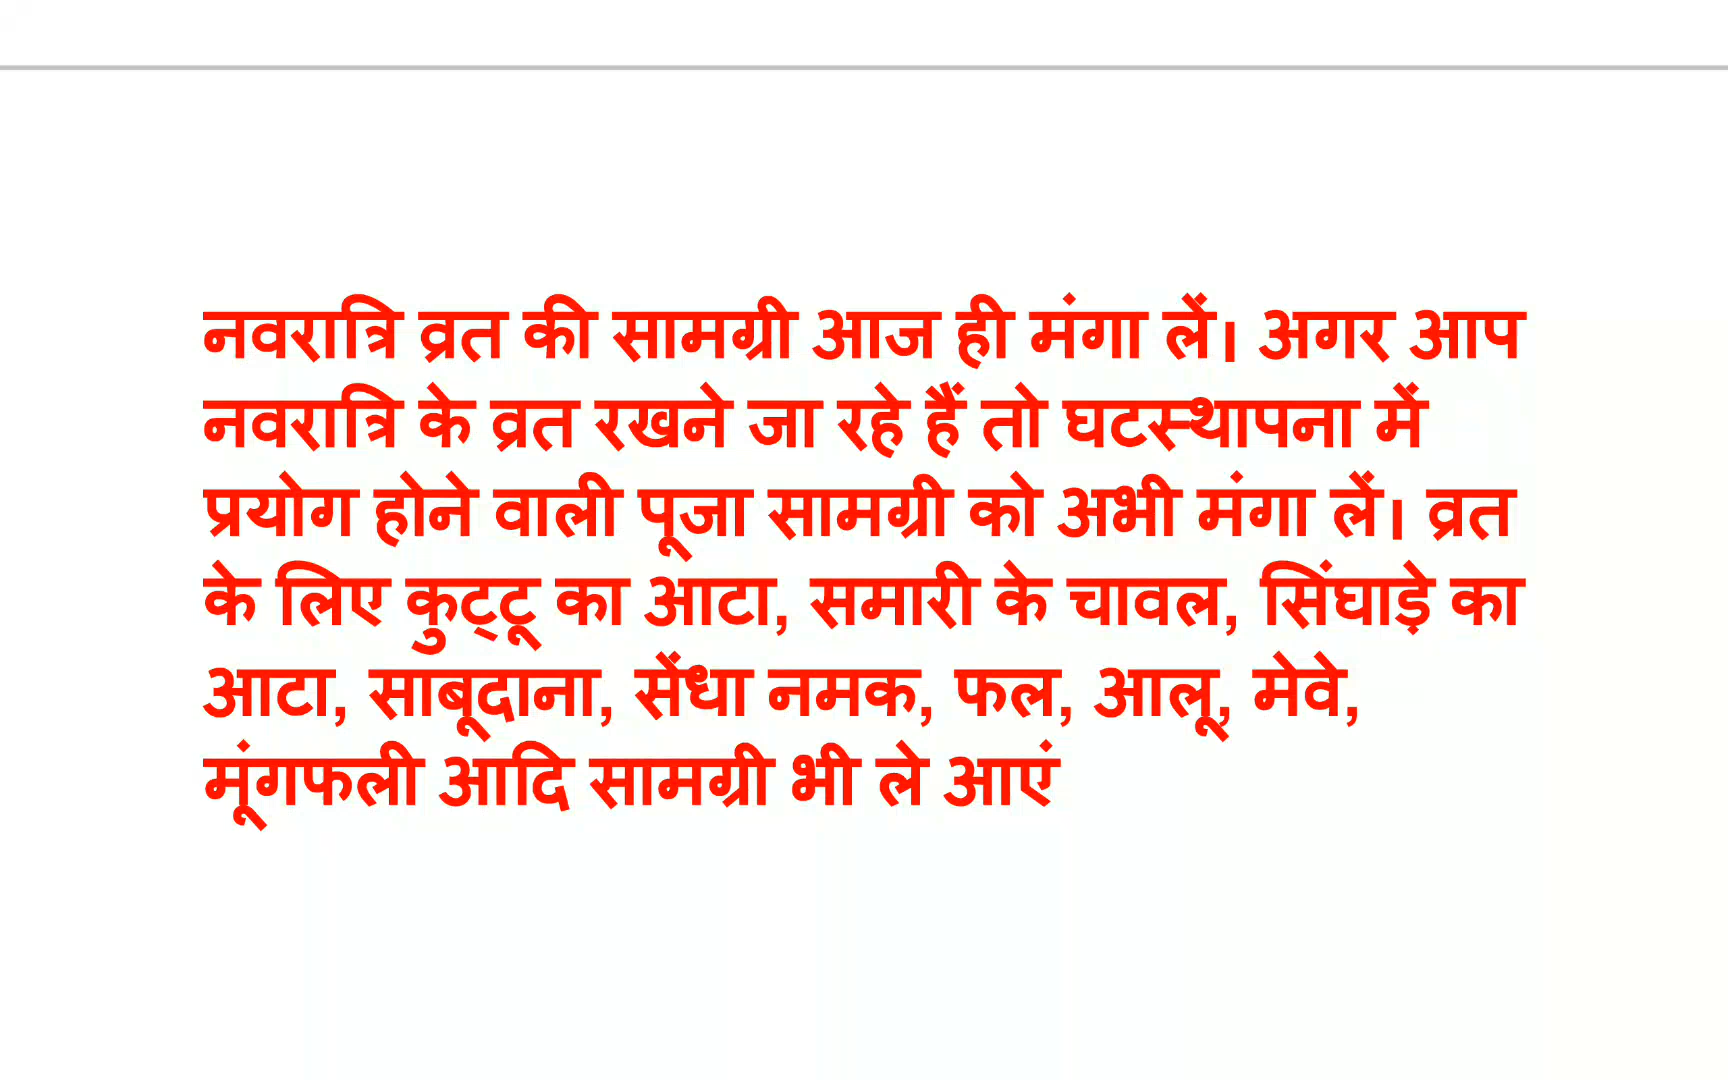 नवरात्रि व्रत की सामग्री आज ही मंगा लें। अगर आप
नवरात्रि के व्रत रखने जा रहे हैं तो घटस्थापना में
प्रयोग होने वाली पूजा सामग्री को अभी मंगा लें। व्रत
के लिए कुट्टू का आटा, समारी के चावल, सिंघाड़े का
आटा, साबूदाना, सेंधा नमक, फल, आलू, मेवे,
मूंगफली आदि सामग्री भी ले आएं